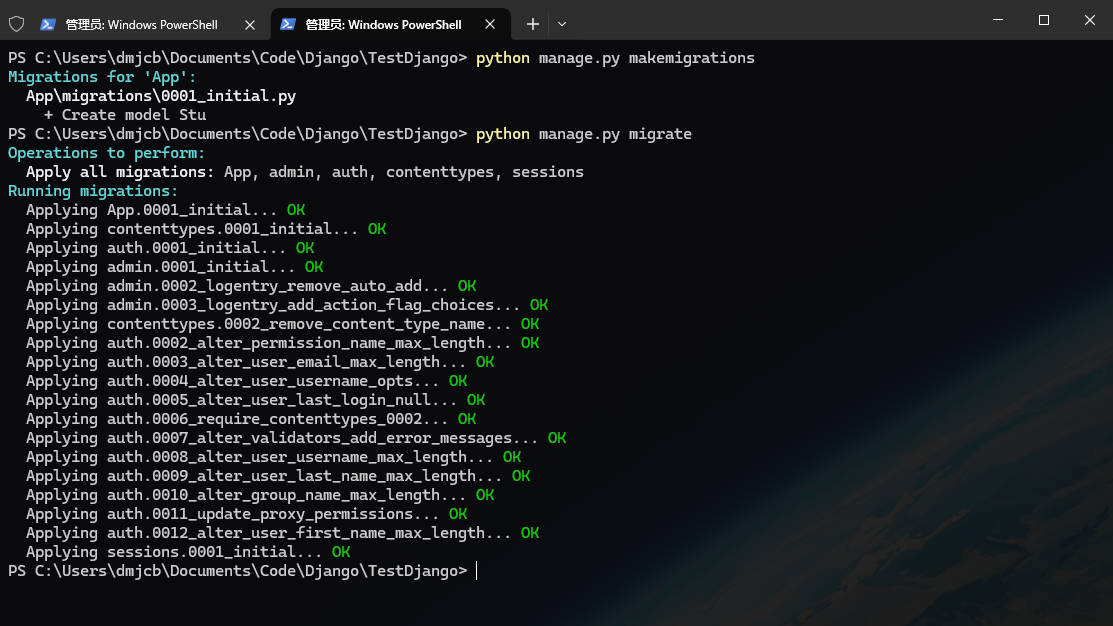 管理员: Windows PowerShell
管理员: Windows PowerShell
PS C:\Users\dmjcb\Documents\Code\Django\TestDjango> python manage.py makemigrations
Migrations for 'App':
  App\migrations\0001_initial.py
    + Create model Stu
PS C:\Users\dmjcb\Documents\Code\Django\TestDjango> python manage.py migrate
Operations to perform:
  Apply all migrations: App, admin, auth, contenttypes, sessions
Running migrations:
  Applying App.0001_initial... OK
  Applying contenttypes.0001_initial... OK
  Applying auth.0001_initial... OK
  Applying admin.0001_initial... OK
  Applying admin.0002_logentry_remove_auto_add... OK
  Applying admin.0003_logentry_add_action_flag_choices... OK
  Applying contenttypes.0002_remove_content_type_name... OK
  Applying auth.0002_alter_permission_name_max_length... OK
  Applying auth.0003_alter_user_email_max_length... OK
  Applying auth.0004_alter_user_username_opts... OK
  Applying auth.0005_alter_user_last_login_null... OK
  Applying auth.0006_require_contenttypes_0002... OK
  Applying auth.0007_alter_validators_add_error_messages... OK
  Applying auth.0008_alter_user_username_max_length... OK
  Applying auth.0009_alter_user_last_name_max_length... OK
  Applying auth.0010_alter_group_name_max_length... OK
  Applying auth.0011_update_proxy_permissions... OK
  Applying auth.0012_alter_user_first_name_max_length... OK
  Applying sessions.0001_initial... OK
PS C:\Users\dmjcb\Documents\Code\Django\TestDjango>